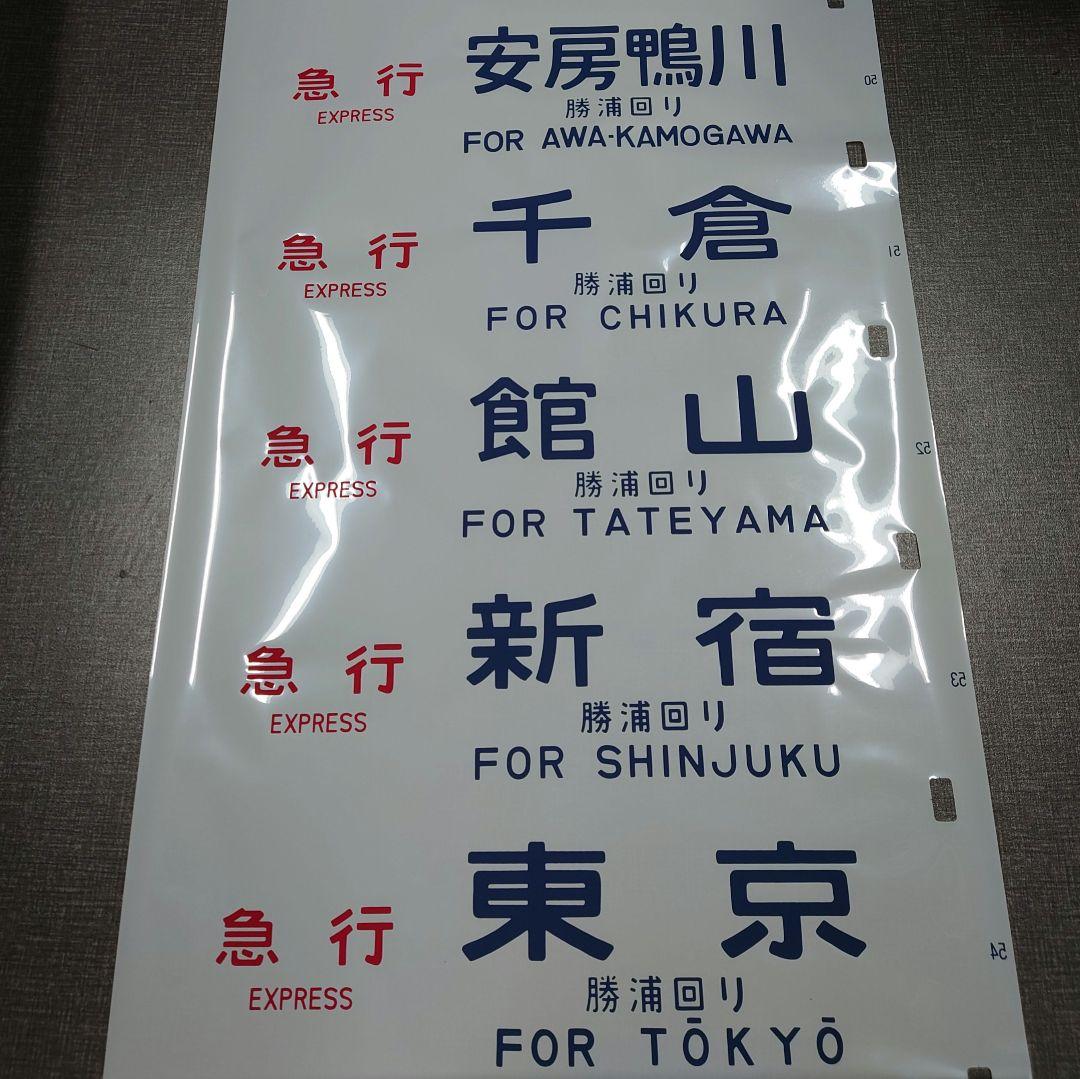 急行
EXPRESS
安房鴨川
勝浦回り
FOR AWA-KAMOGAWA
50
急行
EXPRESS
千倉
勝浦回り
FOR CHIKURA
51
急行
EXPRESS
館山
勝浦回り
FOR TATEYAMA
52
急行
EXPRESS
新宿
勝浦回り
FOR SHINJUKU
53
急行
EXPRESS
東京
勝浦回り
FOR TŌKYŌ
54